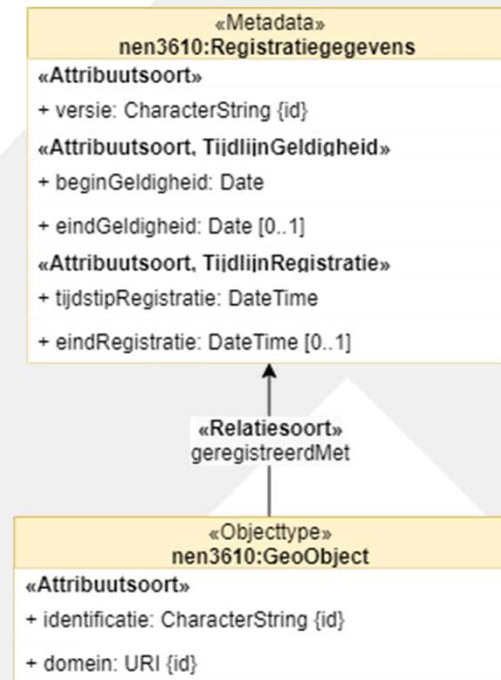 «Metadata»
nen3610:Registratiegegevens
«Attribuutsoort»
+ versie: CharacterString {id}
«Attribuutsoort, TijdlijnGeldigheid»
+ beginGeldigheid: Date
+ eindGeldigheid: Date [0..1]
«Attribuutsoort, TijdlijnRegistratie»
+ tijdstipRegistratie: DateTime
+ eindRegistratie: DateTime [0..1]
«Relatiesoort»
geregistreerdMet
«Objecttype»
nen3610:GeoObject
«Attribuutsoort»
+ identificatie: CharacterString {id}
+ domein: URI {id}